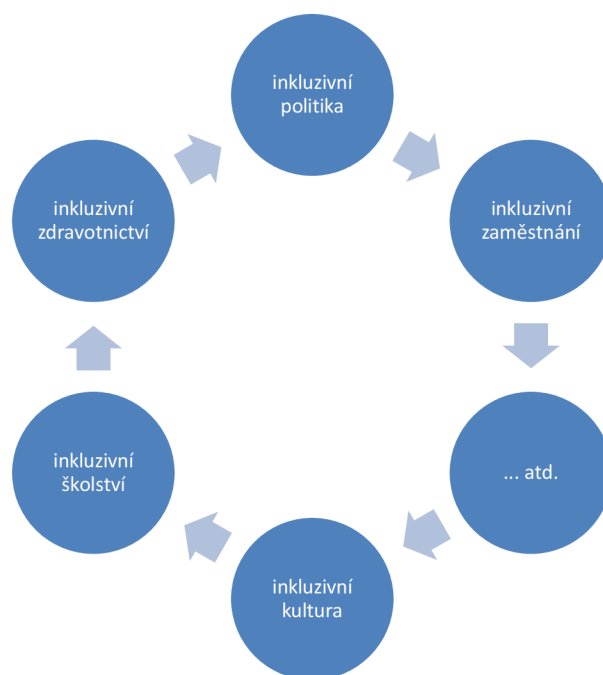 inkluzivní
politika
inkluzivní
zaměstnání
... atd.
inkluzivní
kultura
inkluzivní
školství
inkluzivní
zdravotnictví